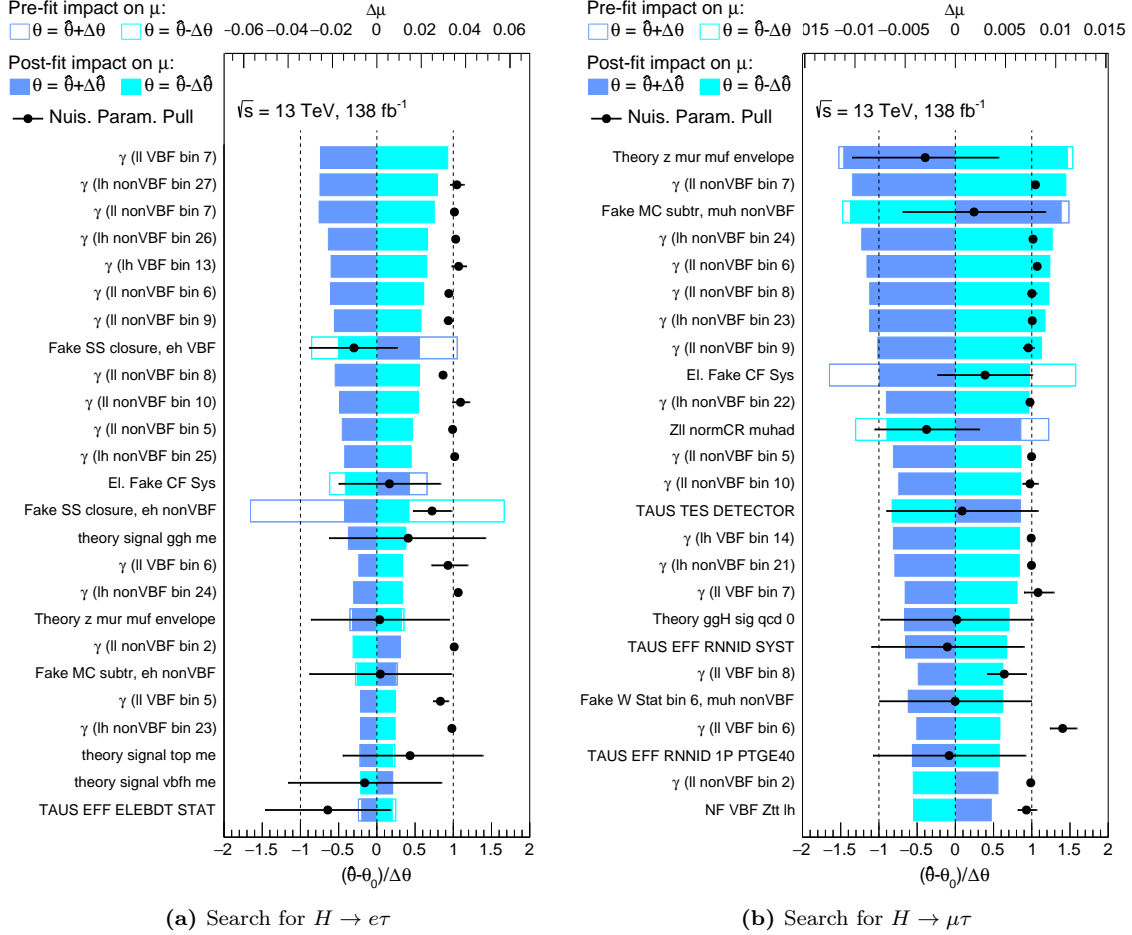 Pre-fit impact on μ:
θ = θ̂+Δθ θ = θ̂-Δθ
Post-fit impact on μ:
θ = θ̂+Δθ̂ θ = θ̂-Δθ̂
Nuis. Param. Pull
Δμ
−0.06 −0.04 −0.02 0 0.02 0.04 0.06
√s = 13 TeV, 138 fb⁻¹
γ (ll VBF bin 7)
γ (lh nonVBF bin 27)
γ (ll nonVBF bin 7)
γ (lh nonVBF bin 26)
γ (lh VBF bin 13)
γ (ll nonVBF bin 6)
γ (ll nonVBF bin 9)
Fake SS closure, eh VBF
γ (ll nonVBF bin 8)
γ (ll nonVBF bin 10)
γ (ll nonVBF bin 5)
γ (lh nonVBF bin 25)
El. Fake CF Sys
Fake SS closure, eh nonVBF
theory signal ggh me
γ (ll VBF bin 6)
γ (lh nonVBF bin 24)
Theory z mur muf envelope
γ (ll nonVBF bin 2)
Fake MC subtr, eh nonVBF
γ (ll VBF bin 5)
γ (lh nonVBF bin 23)
theory signal top me
theory signal vbfh me
TAUS EFF ELEBDT STAT
−2 −1.5 −1 −0.5 0 0.5 1 1.5 2
(θ̂-θ₀)/Δθ
(a) Search for H → eτ
Pre-fit impact on μ:
θ = θ̂+Δθ θ = θ̂-Δθ
Post-fit impact on μ:
θ = θ̂+Δθ̂ θ = θ̂-Δθ̂
Nuis. Param. Pull
Δμ
015 −0.01 −0.005 0 0.005 0.01 0.015
√s = 13 TeV, 138 fb⁻¹
Theory z mur muf envelope
γ (ll nonVBF bin 7)
Fake MC subtr, muh nonVBF
γ (lh nonVBF bin 24)
γ (ll nonVBF bin 6)
γ (ll nonVBF bin 8)
γ (lh nonVBF bin 23)
γ (ll nonVBF bin 9)
El. Fake CF Sys
γ (lh nonVBF bin 22)
Zll normCR muhad
γ (ll nonVBF bin 5)
γ (ll nonVBF bin 10)
TAUS TES DETECTOR
γ (lh VBF bin 14)
γ (lh nonVBF bin 21)
γ (ll VBF bin 7)
Theory ggH sig qcd 0
TAUS EFF RNNID SYST
γ (ll VBF bin 8)
Fake W Stat bin 6, muh nonVBF
γ (ll VBF bin 6)
TAUS EFF RNNID 1P PTGE40
γ (ll nonVBF bin 2)
NF VBF Ztt lh
−2 −1.5 −1 −0.5 0 0.5 1 1.5 2
(θ̂-θ₀)/Δθ
(b) Search for H → μτ